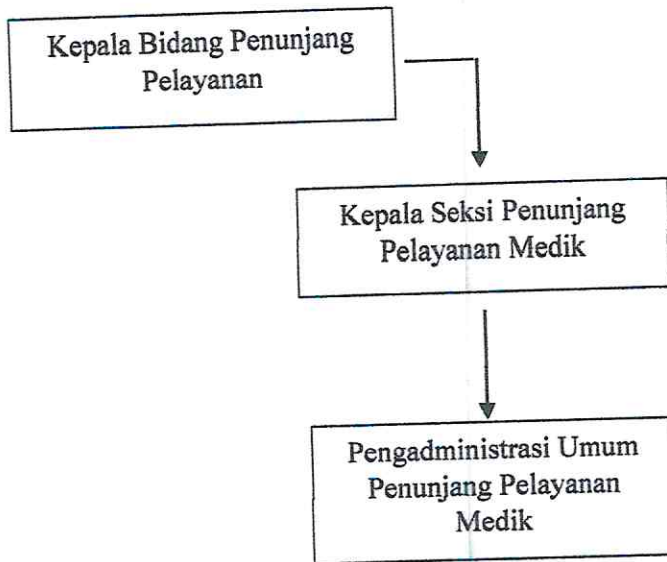 Kepala Bidang Penunjang
Pelayanan
Kepala Seksi Penunjang
Pelayanan Medik
Pengadministrasi Umum
Penunjang Pelayanan
Medik